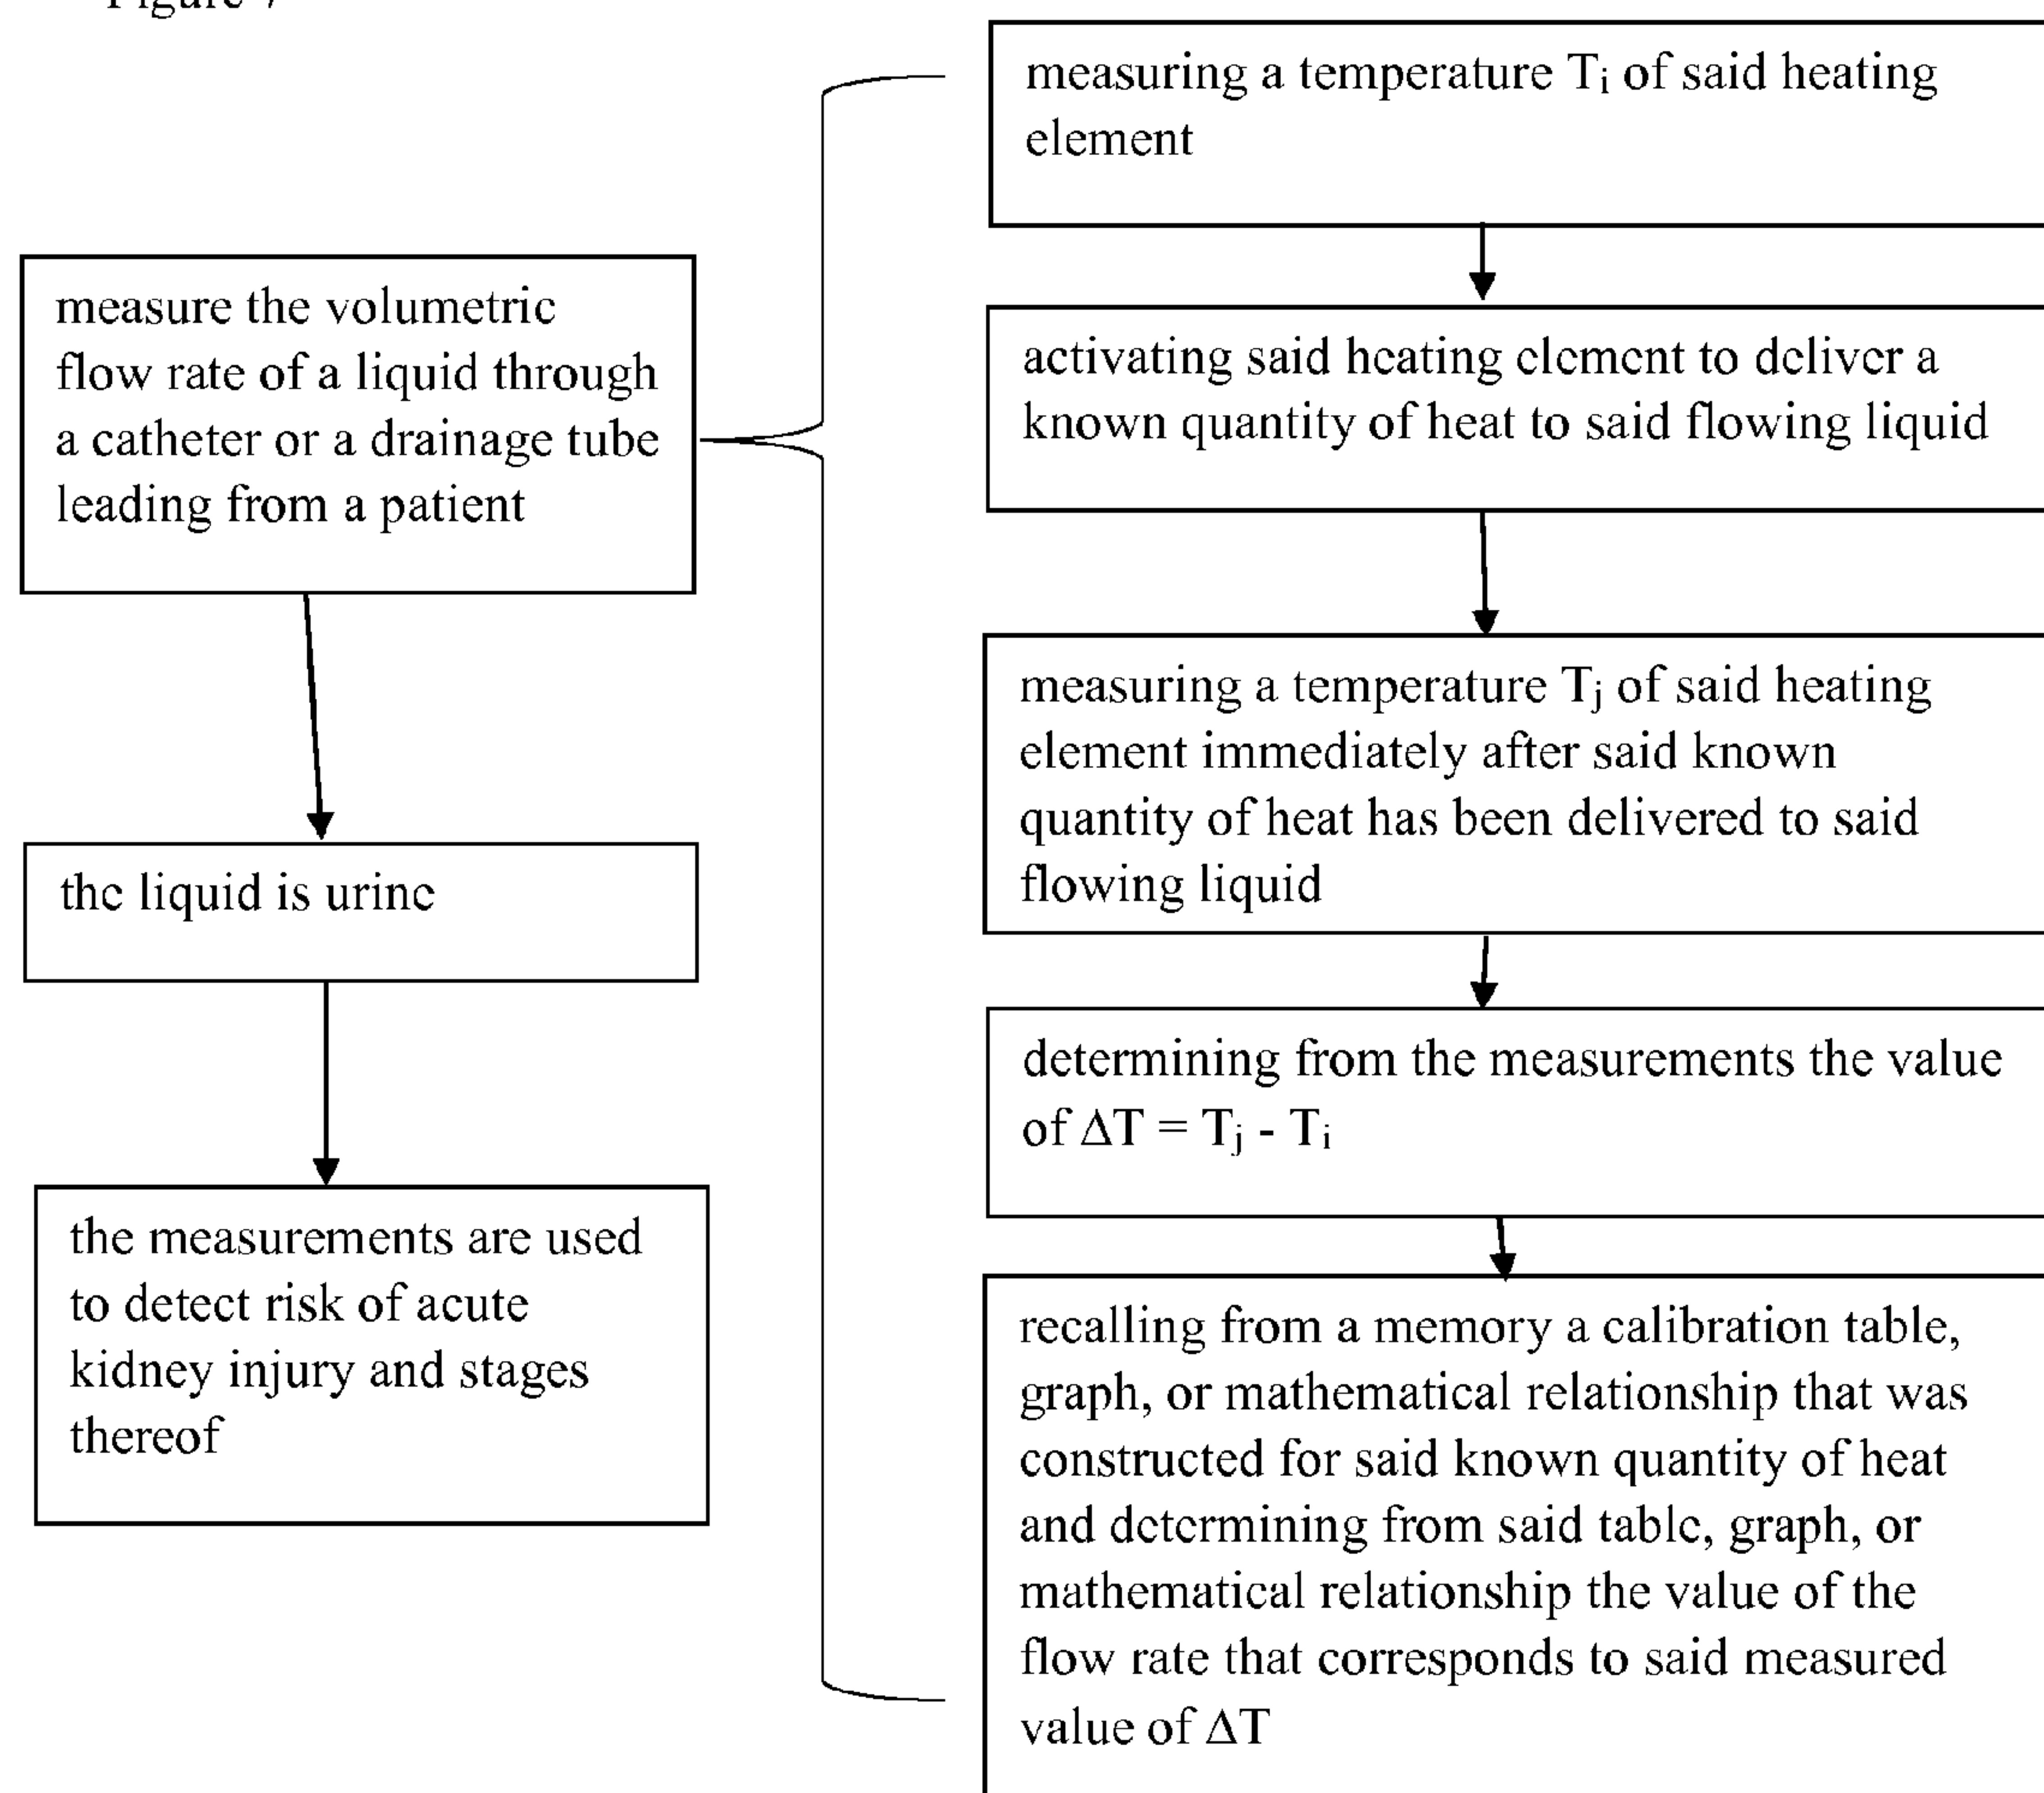 Figure 7
measure the volumetric
flow rate of a liquid through
a catheter or a drainage tube
leading from a patient
the liquid is urine
the measurements are used
to detect risk of acute
kidney injury and stages
thereof
measuring a temperature Ti of said heating
element
activating said heating element to deliver a
known quantity of heat to said flowing liquid
measuring a temperature Tj of said heating
element immediately after said known
quantity of heat has been delivered to said
flowing liquid
determining from the measurements the value
of ΔT = Tj - Ti
recalling from a memory a calibration table,
graph, or mathematical relationship that was
constructed for said known quantity of heat
and determining from said table, graph, or
mathematical relationship the value of the
flow rate that corresponds to said measured
value of ΔT